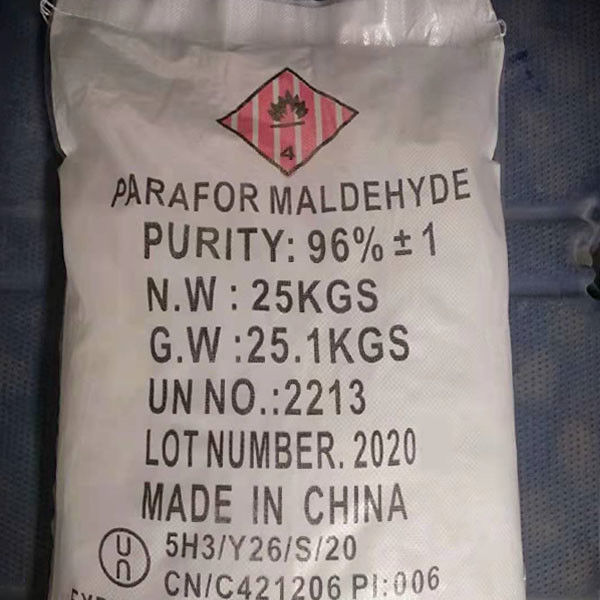 4
PARAFOR MALDEHYDE
PURITY: 96% ± 1
N.W : 25KGS
G.W :25.1KGS
UN NO.:2213
LOT NUMBER. 2020
MADE IN CHINA
un 5H3/Y26/S/20
CN/C421206 PI:006